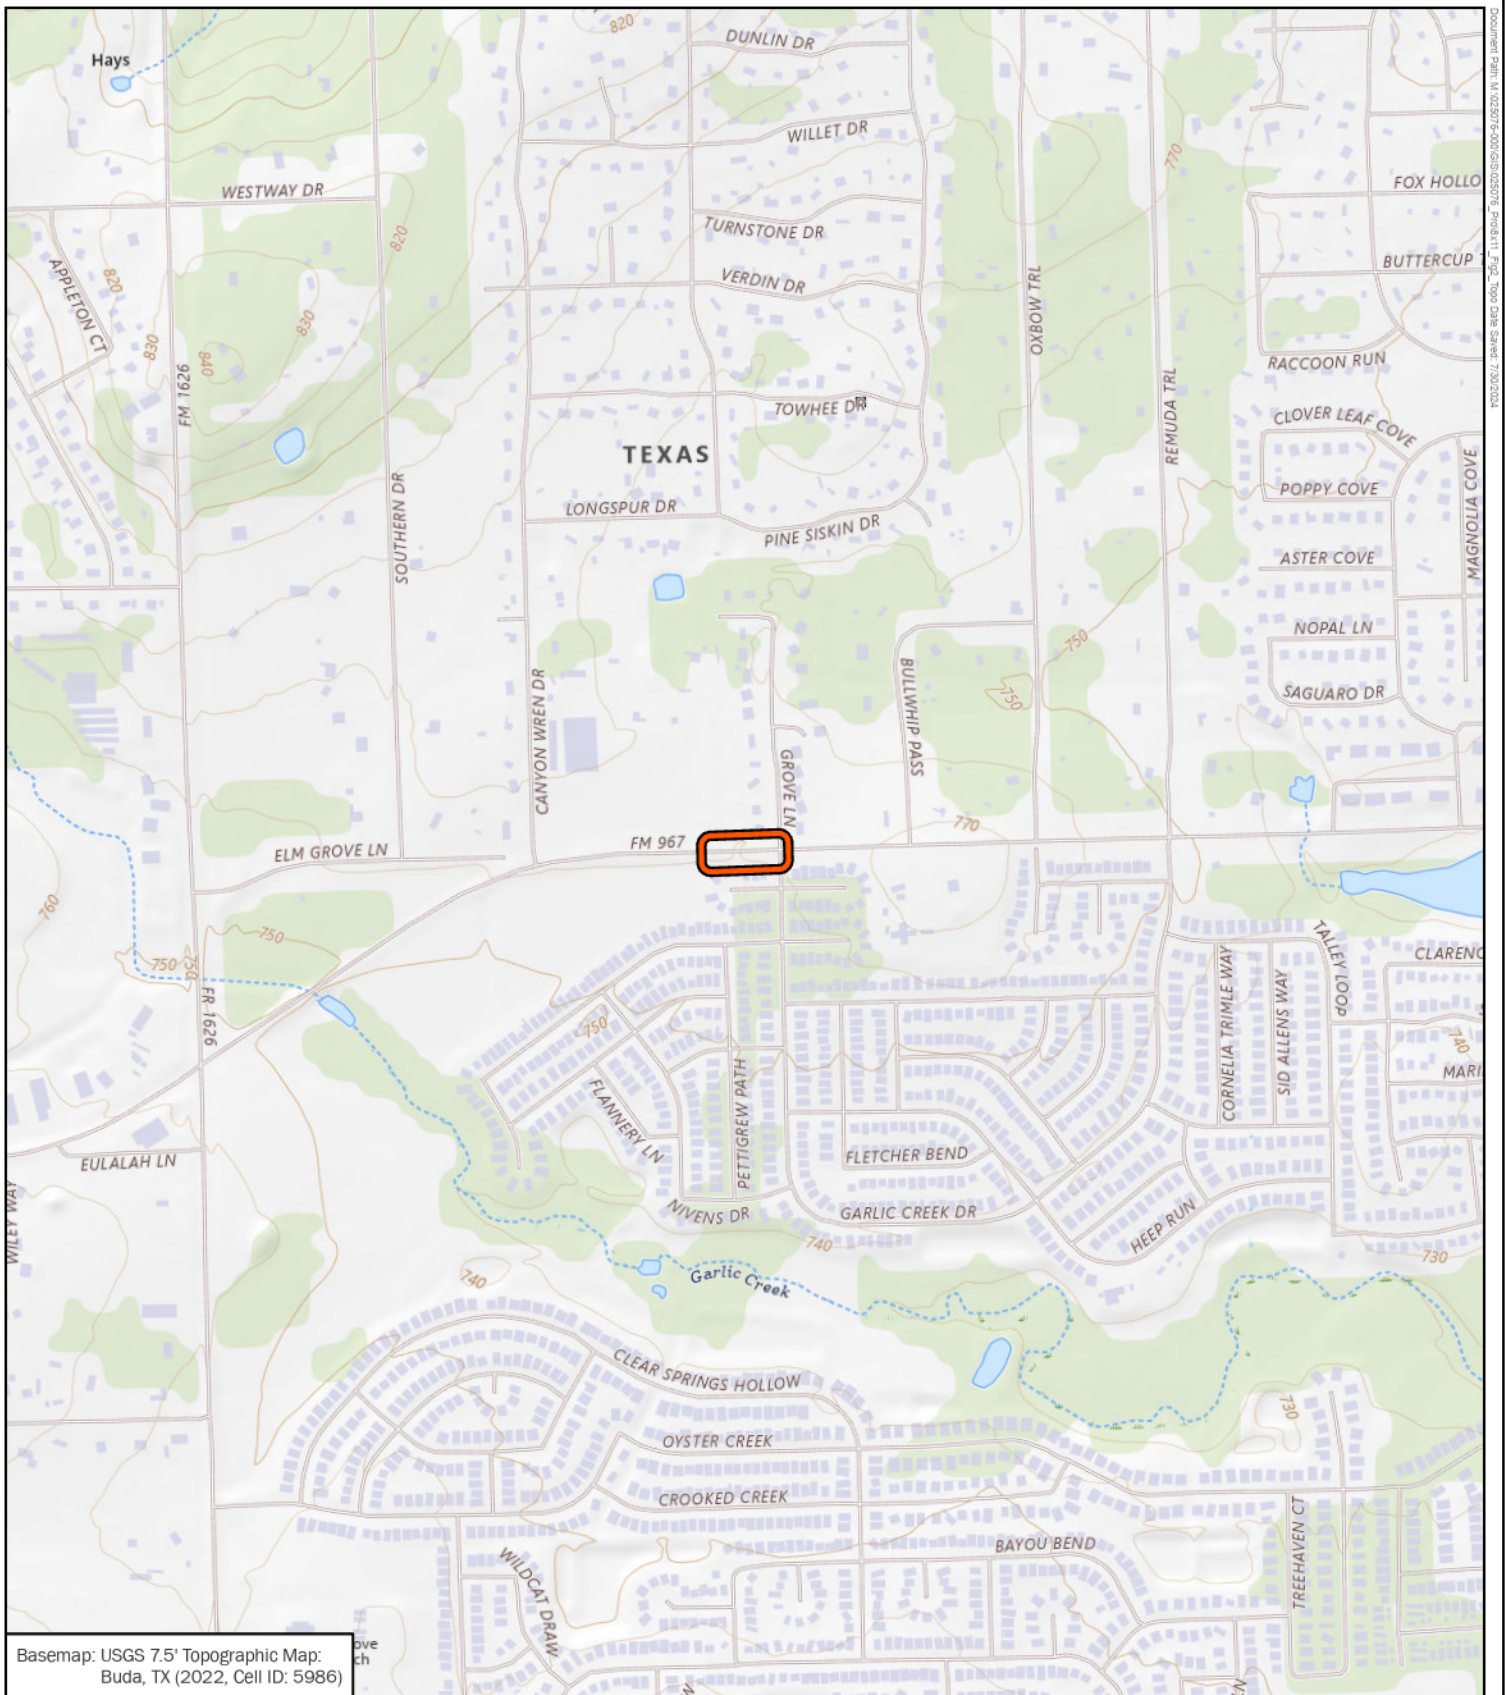 820
DUNLIN DR
Hays
WILLET DR
770
FOX HOLLO
WESTWAY DR
TURNSTONE DR
820
BUTTERCUP
APPLETON CT
820
VERDIN DR
OXBOW TRL
830
830
840
RACCOON RUN
FM 1626
TOWHEE DR
REMUDA TRL
CLOVER LEAF COVE
TEXAS
MAGNOLIA COVE
POPPY COVE
LONGSPUR DR
SOUTHERN DR
PINE SISKIN DR
ASTER COVE
NOPAL LN
750
BULLWHIP PASS
750
SAGUARO DR
CANYON WREN DR
GROVE LN
770
FM 967
ELM GROVE LN
760
750
750
750
TALLEY LOOP
CLARENC
CORNELIA TRIMLE WAY
SID ALLENS WAY
FR 1626
750
740
MARI
FLANNERY LN
PETTIGREW PATH
EULALAH LN
FLETCHER BEND
WILEY WAY
NIVENS DR
GARLIC CREEK DR
HEEP RUN
740
730
740
Garlic Creek
CLEAR SPRINGS HOLLOW
730
OYSTER CREEK
CROOKED CREEK
TREEHAVEN CT
BAYOU BEND
WILDCAT DRAW
ove
ch
Basemap: USGS 7.5' Topographic Map:
Buda, TX (2022, Cell ID: 5986)